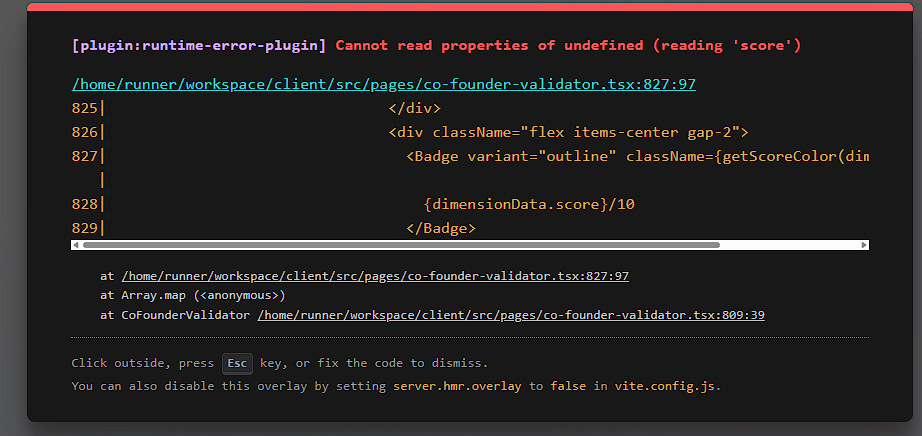 [plugin:runtime-error-plugin] Cannot read properties of undefined (reading 'score')
/home/runner/workspace/client/src/pages/co-founder-validator.tsx:827:97
825|                                </div>
826|                                <div className="flex items-center gap-2">
827|                                  <Badge variant="outline" className={getScoreColor(dim
   |
828|                                    {dimensionData.score}/10
829|                                  </Badge>
at /home/runner/workspace/client/src/pages/co-founder-validator.tsx:827:97
at Array.map (<anonymous>)
at CoFounderValidator /home/runner/workspace/client/src/pages/co-founder-validator.tsx:809:39
Click outside, press Esc key, or fix the code to dismiss.
You can also disable this overlay by setting server.hmr.overlay to false in vite.config.js.